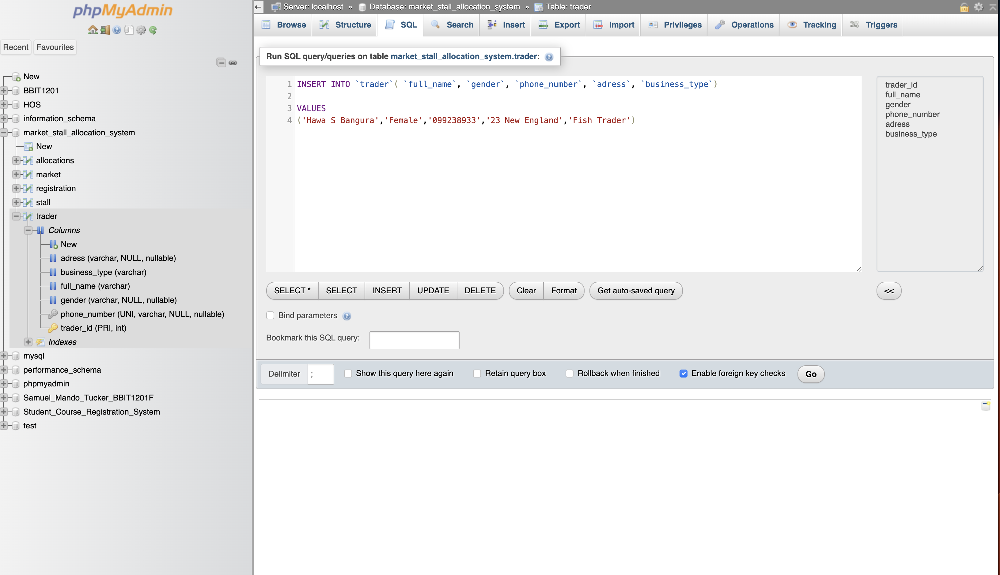 phpMyAdmin
Recent
Favourites
New
BBIT1201
HOS
information_schema
market_stall_allocation_system
New
allocations
market
registration
stall
trader
Columns
New
adress (varchar, NULL, nullable)
business_type (varchar)
full_name (varchar)
gender (varchar, NULL, nullable)
phone_number (UNI, varchar, NULL, nullable)
trader_id (PRI, int)
Indexes
mysql
performance_schema
phpmyadmin
Samuel_Mando_Tucker_BBIT1201F
Student_Course_Registration_System
test
Server: localhost » Database: market_stall_allocation_system » Table: trader
Browse Structure SQL Search Insert Export Import Privileges Operations Tracking Triggers
Run SQL query/queries on table market_stall_allocation_system.trader:
1 INSERT INTO `trader`( `full_name`, `gender`, `phone_number`, `adress`, `business_type`)
2
3 VALUES
4 ('Hawa S Bangura','Female','099238933','23 New England','Fish Trader')
trader_id
full_name
gender
phone_number
adress
business_type
SELECT * SELECT INSERT UPDATE DELETE Clear Format Get auto-saved query <<
Bind parameters
Bookmark this SQL query:
Delimiter ; Show this query here again Retain query box Rollback when finished Enable foreign key checks Go